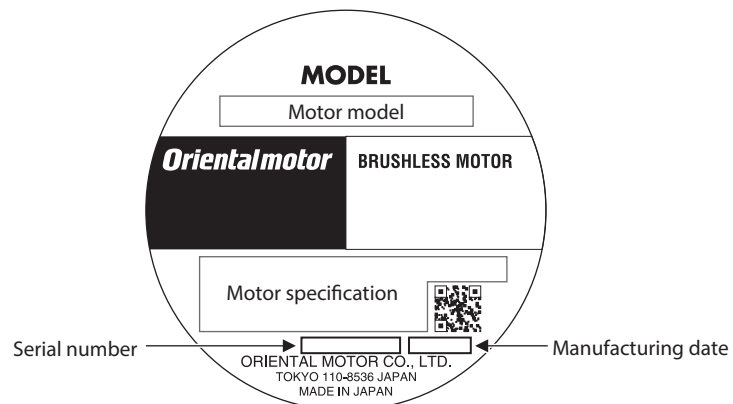 MODEL
Motor model
Orientalmotor
BRUSHLESS MOTOR
Motor specification
Serial number
Manufacturing date
ORIENTAL MOTOR CO., LTD.
TOKYO 110-8536 JAPAN
MADE IN JAPAN